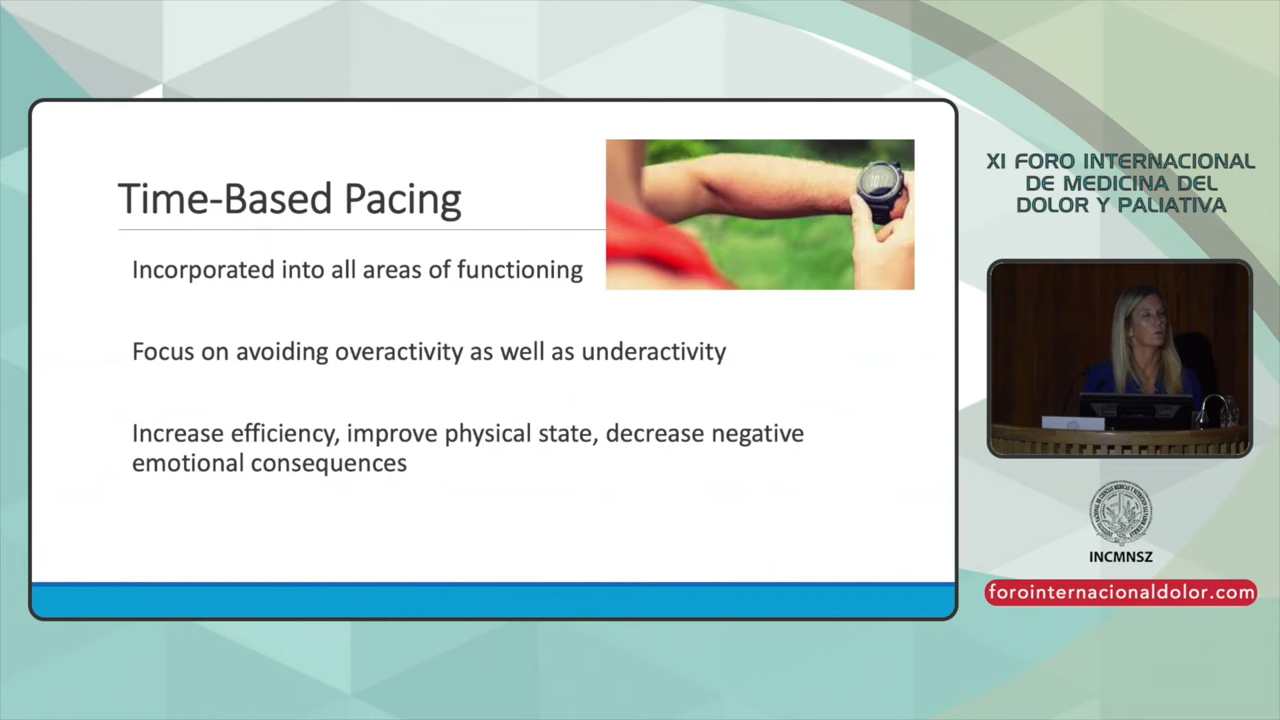 Time-Based Pacing
Incorporated into all areas of functioning
Focus on avoiding overactivity as well as underactivity
Increase efficiency, improve physical state, decrease negative
emotional consequences
XI FORO INTERNACIONAL
DE MEDICINA DEL
DOLOR Y PALIATIVA
INCMNSZ
forointernacionaldolor.com